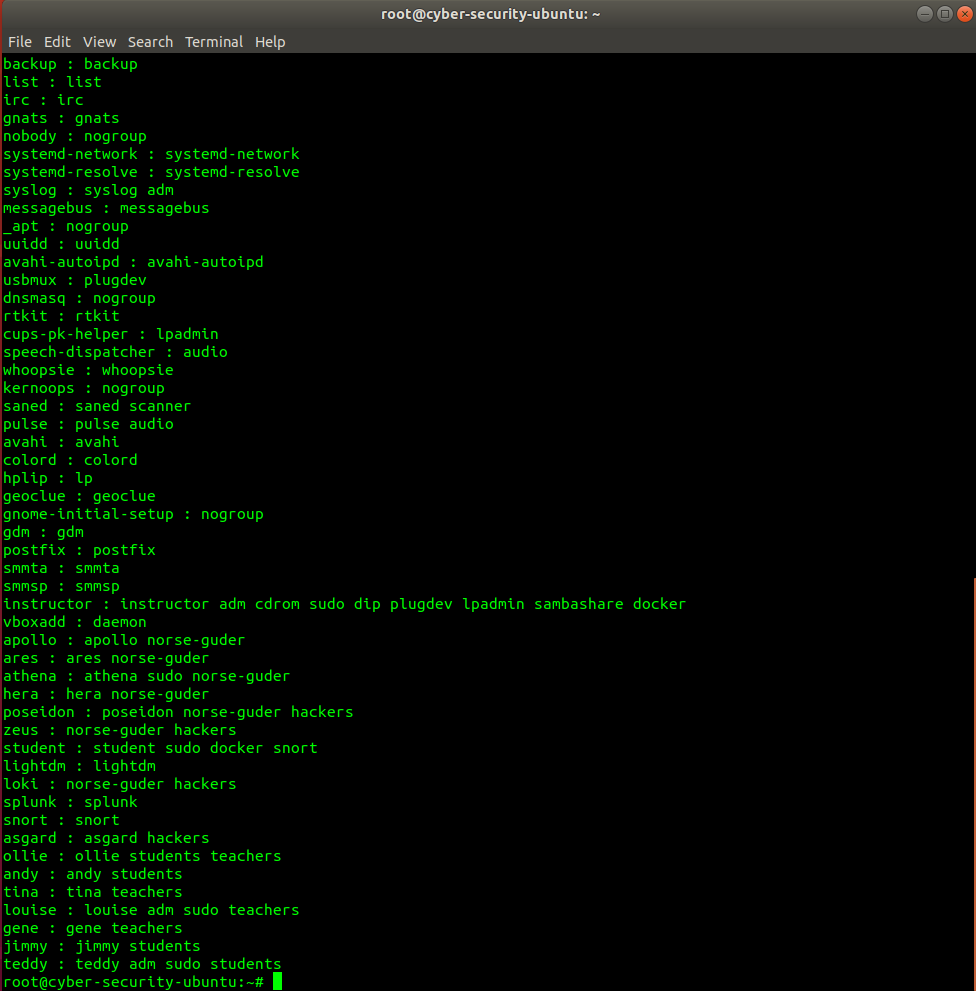 root@cyber-security-ubuntu: ~
File Edit View Search Terminal Help
backup : backup
list : list
irc : irc
gnats : gnats
nobody : nogroup
systemd-network : systemd-network
systemd-resolve : systemd-resolve
syslog : syslog adm
messagebus : messagebus
_apt : nogroup
uuidd : uuidd
avahi-autoipd : avahi-autoipd
usbmux : plugdev
dnsmasq : nogroup
rtkit : rtkit
cups-pk-helper : lpadmin
speech-dispatcher : audio
whoopsie : whoopsie
kernoops : nogroup
saned : saned scanner
pulse : pulse audio
avahi : avahi
colord : colord
hplip : lp
geoclue : geoclue
gnome-initial-setup : nogroup
gdm : gdm
postfix : postfix
smmta : smmta
smmsp : smmsp
instructor : instructor adm cdrom sudo dip plugdev lpadmin sambashare docker
vboxadd : daemon
apollo : apollo norse-guder
ares : ares norse-guder
athena : athena sudo norse-guder
hera : hera norse-guder
poseidon : poseidon norse-guder hackers
zeus : norse-guder hackers
student : student sudo docker snort
lightdm : lightdm
loki : norse-guder hackers
splunk : splunk
snort : snort
asgard : asgard hackers
ollie : ollie students teachers
andy : andy students
tina : tina teachers
louise : louise adm sudo teachers
gene : gene teachers
jimmy : jimmy students
teddy : teddy adm sudo students
root@cyber-security-ubuntu:~#